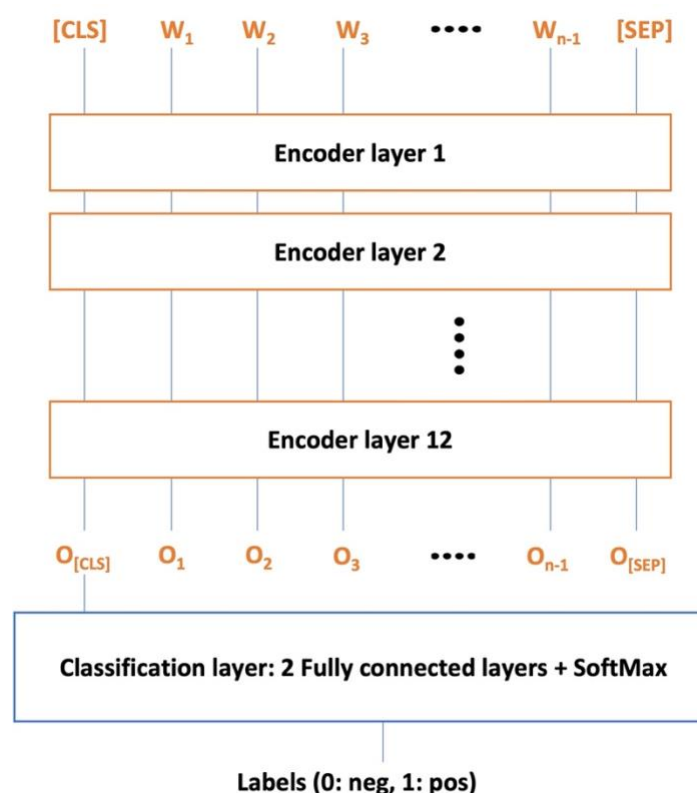 [CLS] W₁ W₂ W₃ •••• Wₙ₋₁ [SEP]
Encoder layer 1
Encoder layer 2
Encoder layer 12
O[CLS] O₁ O₂ O₃ •••• Oₙ₋₁ O[SEP]
Classification layer: 2 Fully connected layers + SoftMax
Labels (0: neg, 1: pos)